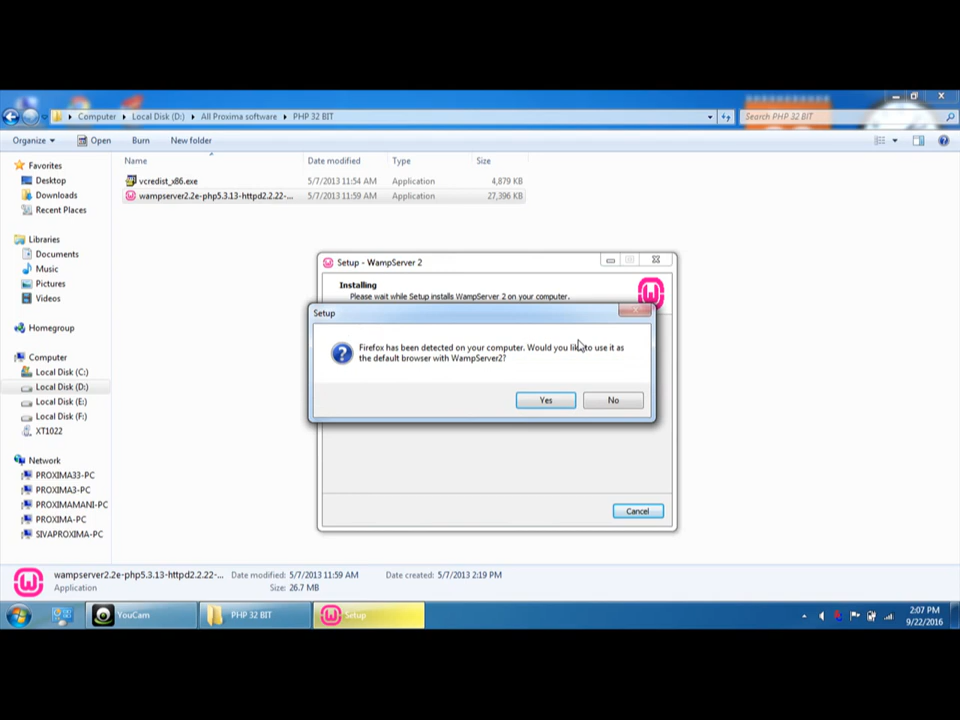 Computer ▸ Local Disk (D:) ▸ All Proxima software ▸ PHP 32 BIT
Search PHP 32 BIT
Organize Open Burn New folder
Name Date modified Type Size
Favorites
Desktop
Downloads
Recent Places
Libraries
Documents
Music
Pictures
Videos
Homegroup
Computer
Local Disk (C:)
Local Disk (D:)
Local Disk (E:)
Local Disk (F:)
XT1022
Network
PROXIMA33-PC
PROXIMA3-PC
PROXIMAMANI-PC
PROXIMA-PC
SIVAPROXIMA-PC
vcredist_x86.exe 5/7/2013 11:54 AM Application 4,879 KB
wampserver2.2e-php5.3.13-httpd2.2.22-... 5/7/2013 11:59 AM Application 27,396 KB
Setup - WampServer 2
Installing
Please wait while Setup installs WampServer 2 on your computer.
Setup
Firefox has been detected on your computer. Would you like to use it as
the default browser with WampServer2?
Yes No
Cancel
wampserver2.2e-php5.3.13-httpd2.2.22-... Date modified: 5/7/2013 11:59 AM Date created: 5/7/2013 2:19 PM
Application Size: 26.7 MB
YouCam PHP 32 BIT Setup
2:07 PM
9/22/2016